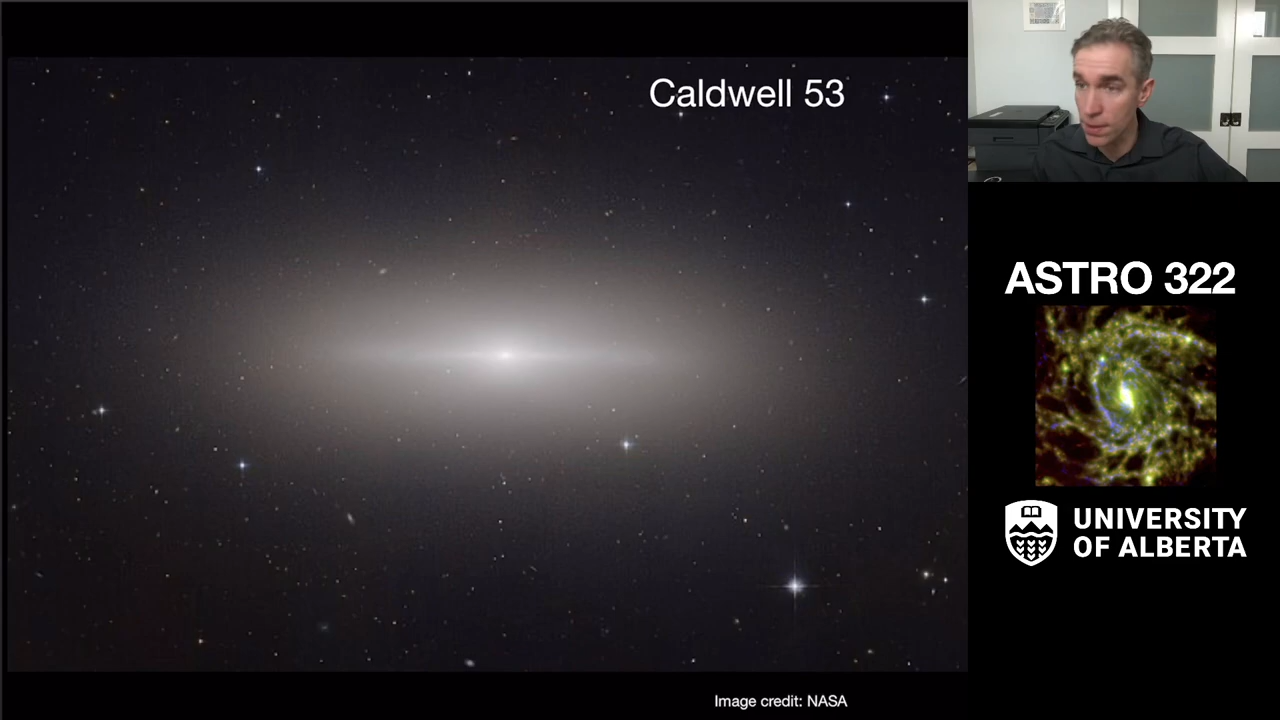 Caldwell 53
ASTRO 322
UNIVERSITY
OF ALBERTA
Image credit: NASA